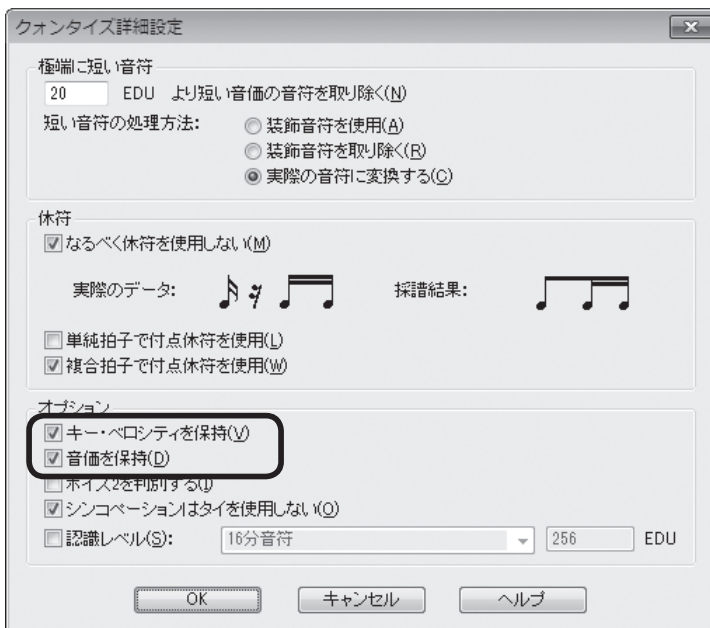 クォンタイズ詳細設定
極端に短い音符
20 EDU より短い音価の音符を取り除く(N)
短い音符の処理方法: 装飾音符を使用(A)
装飾音符を取り除く(R)
実際の音符に変換する(C)
休符
なるべく休符を使用しない(M)
実際のデータ: 採譜結果:
単純拍子で付点休符を使用(L)
複合拍子で付点休符を使用(W)
オプション
キー・ベロシティを保持(V)
音価を保持(D)
ボイス2を判別する(I)
シンコペーションはタイを使用しない(O)
認識レベル(S): 16分音符 256 EDU
OK キャンセル ヘルプ